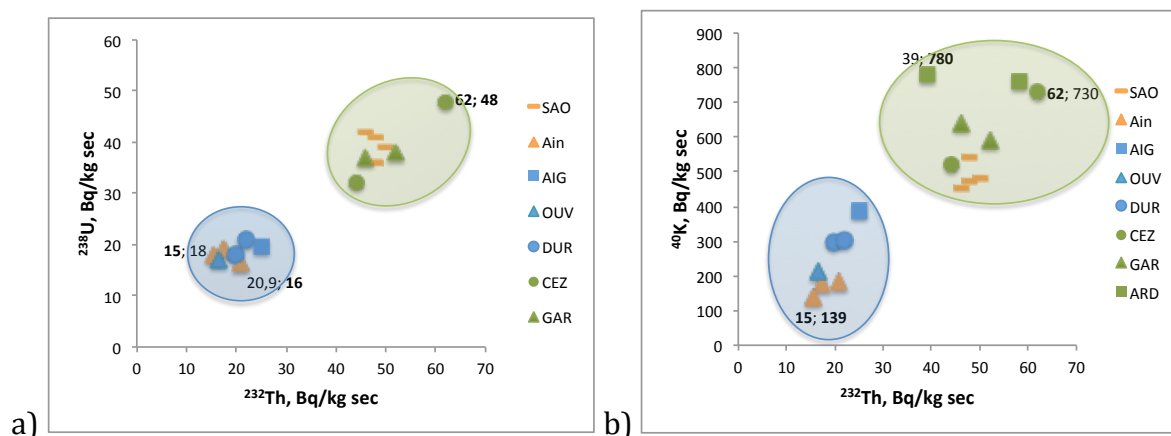 a)
60
50
40
30
20
10
0
0 10 20 30 40 50 60 70
²³⁸U, Bq/kg sec
²³²Th, Bq/kg sec
62; 48
15; 18
20,9; 16
SAO
Ain
AIG
OUV
DUR
CEZ
GAR
b)
900
800
700
600
500
400
300
200
100
0
0 10 20 30 40 50 60 70
⁴⁰K, Bq/kg sec
²³²Th, Bq/kg sec
39; 780
62; 730
15; 139
SAO
Ain
AIG
OUV
DUR
CEZ
GAR
ARD